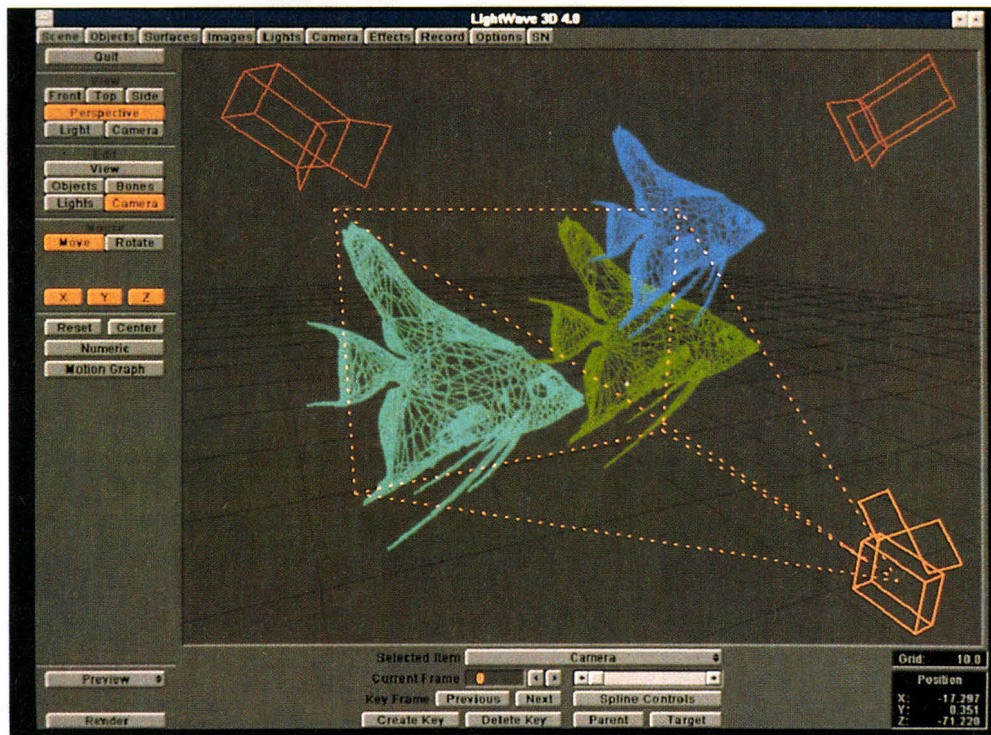 LightWave 3D 4.0
Scene Objects Surfaces Images Lights Camera Effects Record Options SN
Quit
View
Front Top Side
Perspective
Light Camera
Edit
View
Objects Bones
Lights Camera
Mouse
Move Rotate
X Y Z
Reset Center
Numeric
Motion Graph
Preview
Render
Selected Item Camera
Current Frame 0
Key Frame Previous Next Spline Controls
Create Key Delete Key Parent Target
Grid: 10.0
Position
X: -17.297
Y: 0.351
Z: -71.220